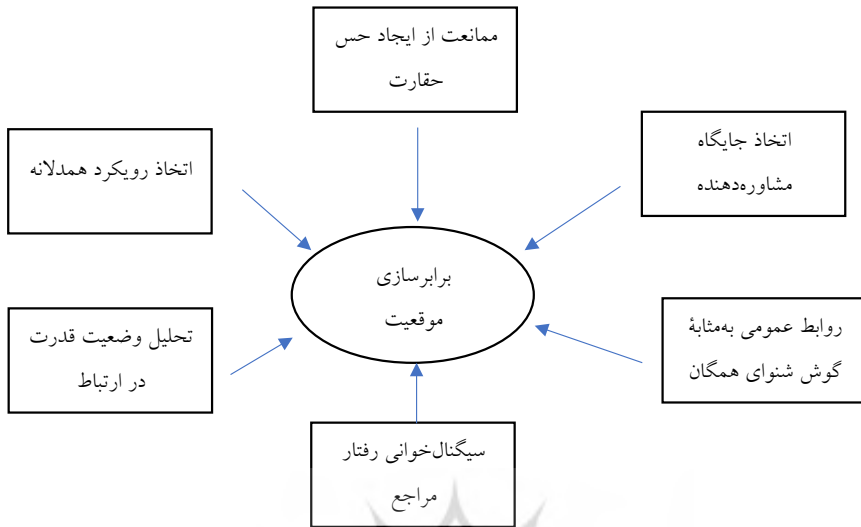 ممانعت از ایجاد حس
حقارت
اتخاذ جایگاه
مشاوره‌دهنده
اتخاذ رویکرد همدلانه
برابرسازی
موقعیت
روابط عمومی به‌مثابۀ
گوش شنوای همگان
تحلیل وضعیت قدرت
در ارتباط
سیگنال‌خوانی رفتار
مراجع